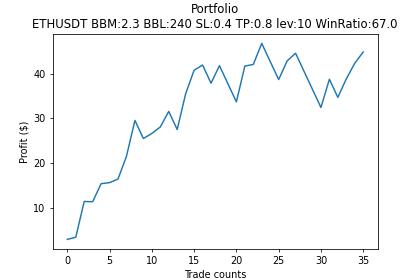 Portfolio
ETHUSDT BBM:2.3 BBL:240 SL:0.4 TP:0.8 lev:10 WinRatio:67.0
Profit ($)
40
30
20
10
0 5 10 15 20 25 30 35
Trade counts